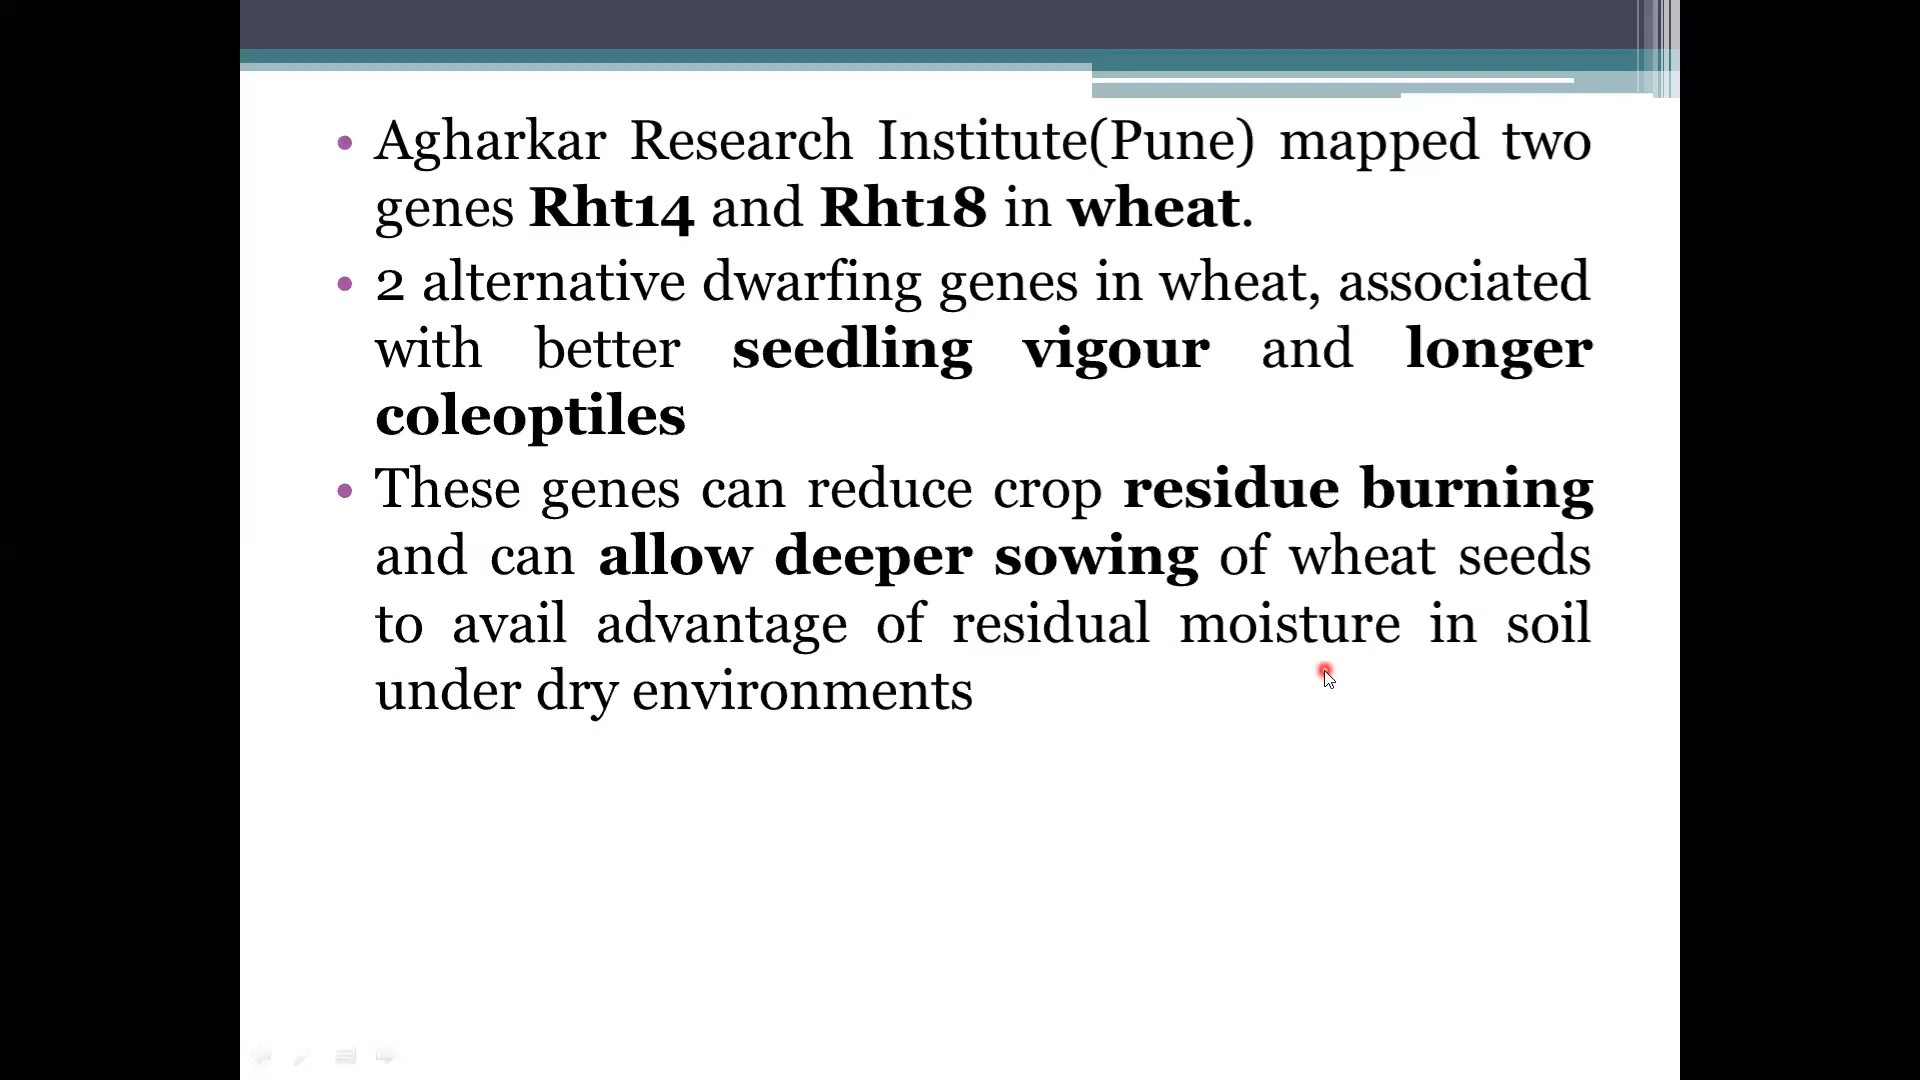 • Agharkar Research Institute(Pune) mapped two
genes Rht14 and Rht18 in wheat.
• 2 alternative dwarfing genes in wheat, associated
with better seedling vigour and longer
coleoptiles
• These genes can reduce crop residue burning
and can allow deeper sowing of wheat seeds
to avail advantage of residual moisture in soil
under dry environments